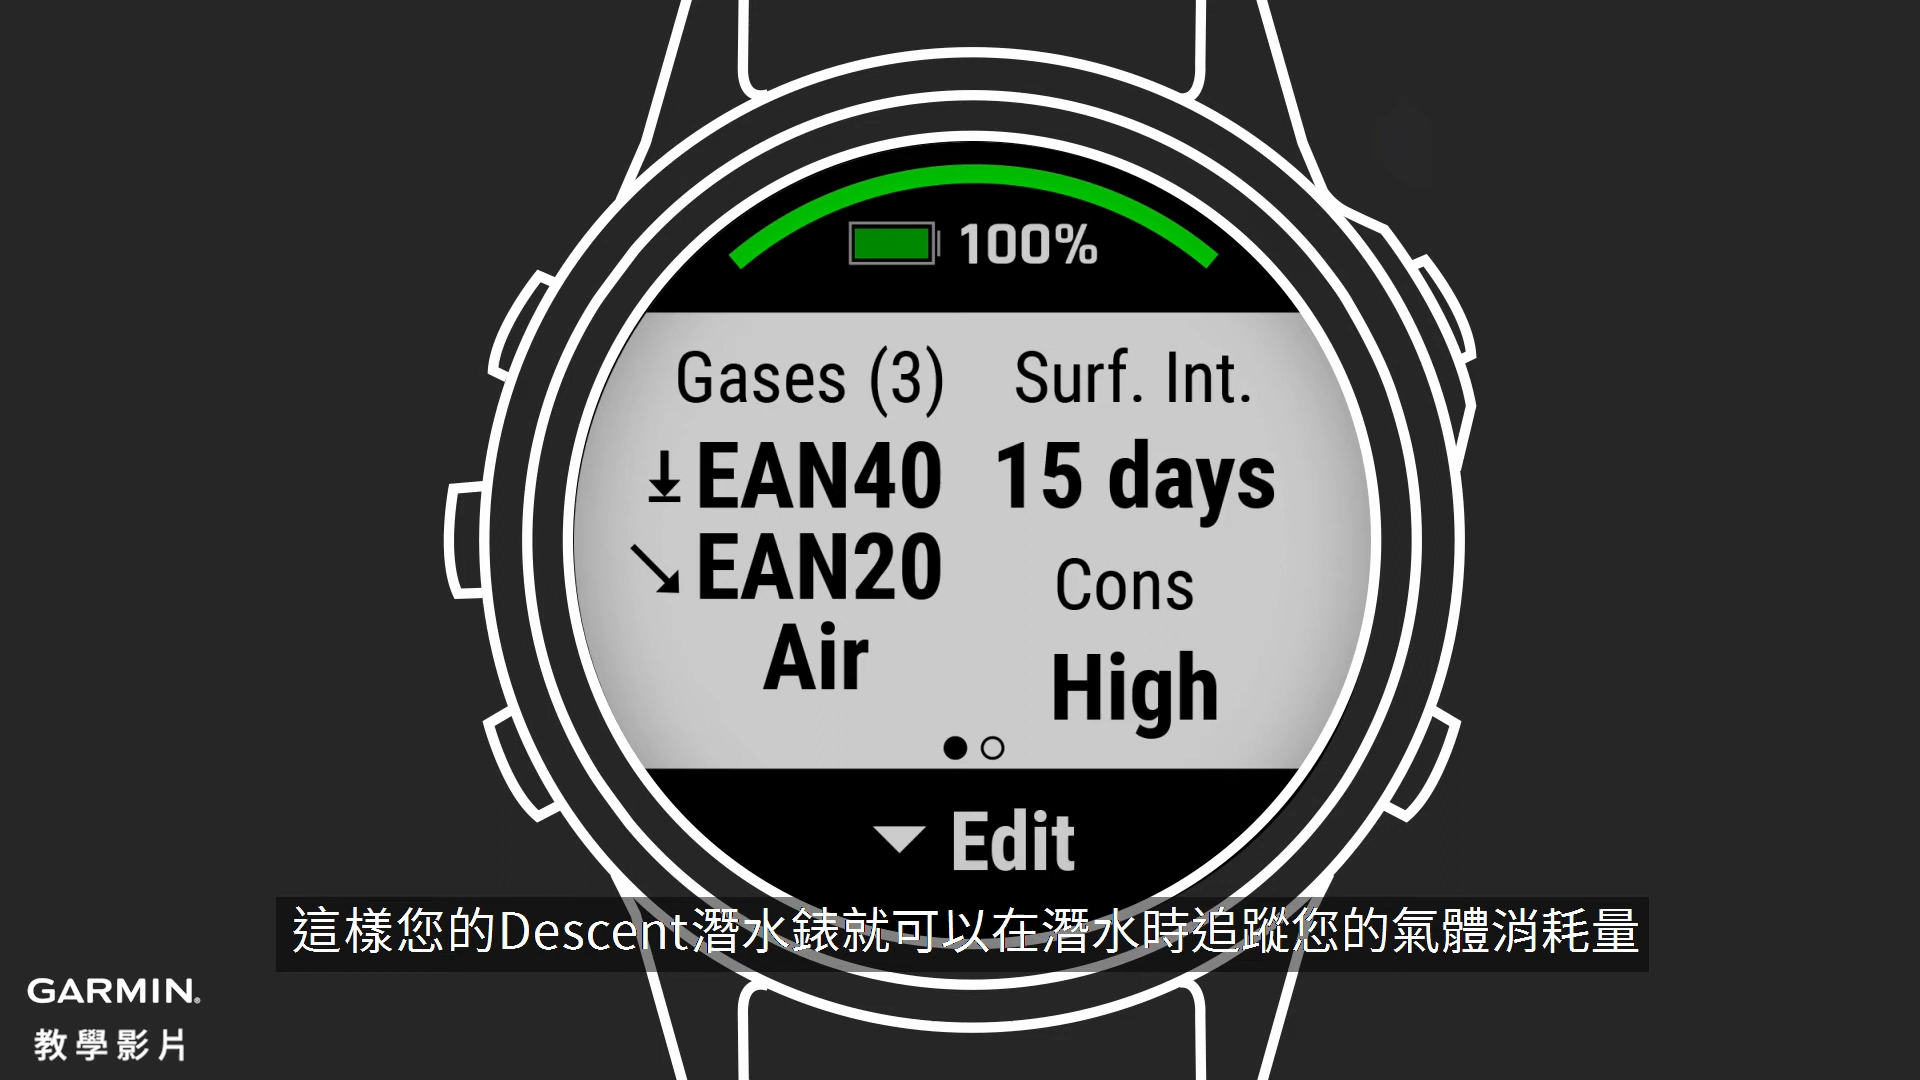 100%
Gases (3)
EAN40
EAN20
Air
Surf. Int.
15 days
Cons
High
Edit
這樣您的Descent潛水錶就可以在潛水時追蹤您的氣體消耗量
GARMIN®
教學影片